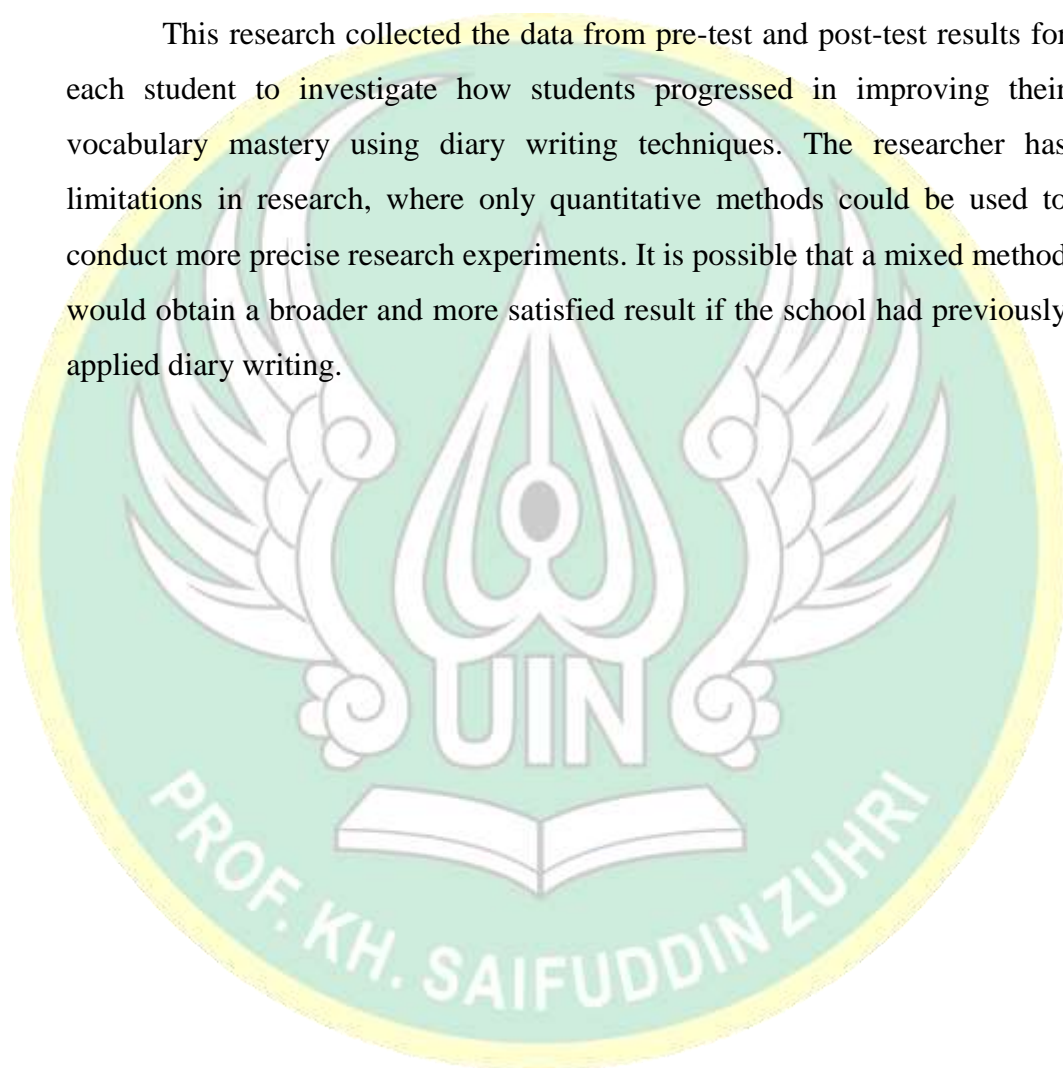 This research collected the data from pre-test and post-test results for
each student to investigate how students progressed in improving their
vocabulary mastery using diary writing techniques. The researcher has
limitations in research, where only quantitative methods could be used to
conduct more precise research experiments. It is possible that a mixed method
would obtain a broader and more satisfied result if the school had previously
applied diary writing.
UIN
PROF. KH. SAIFUDDIN ZUHRI